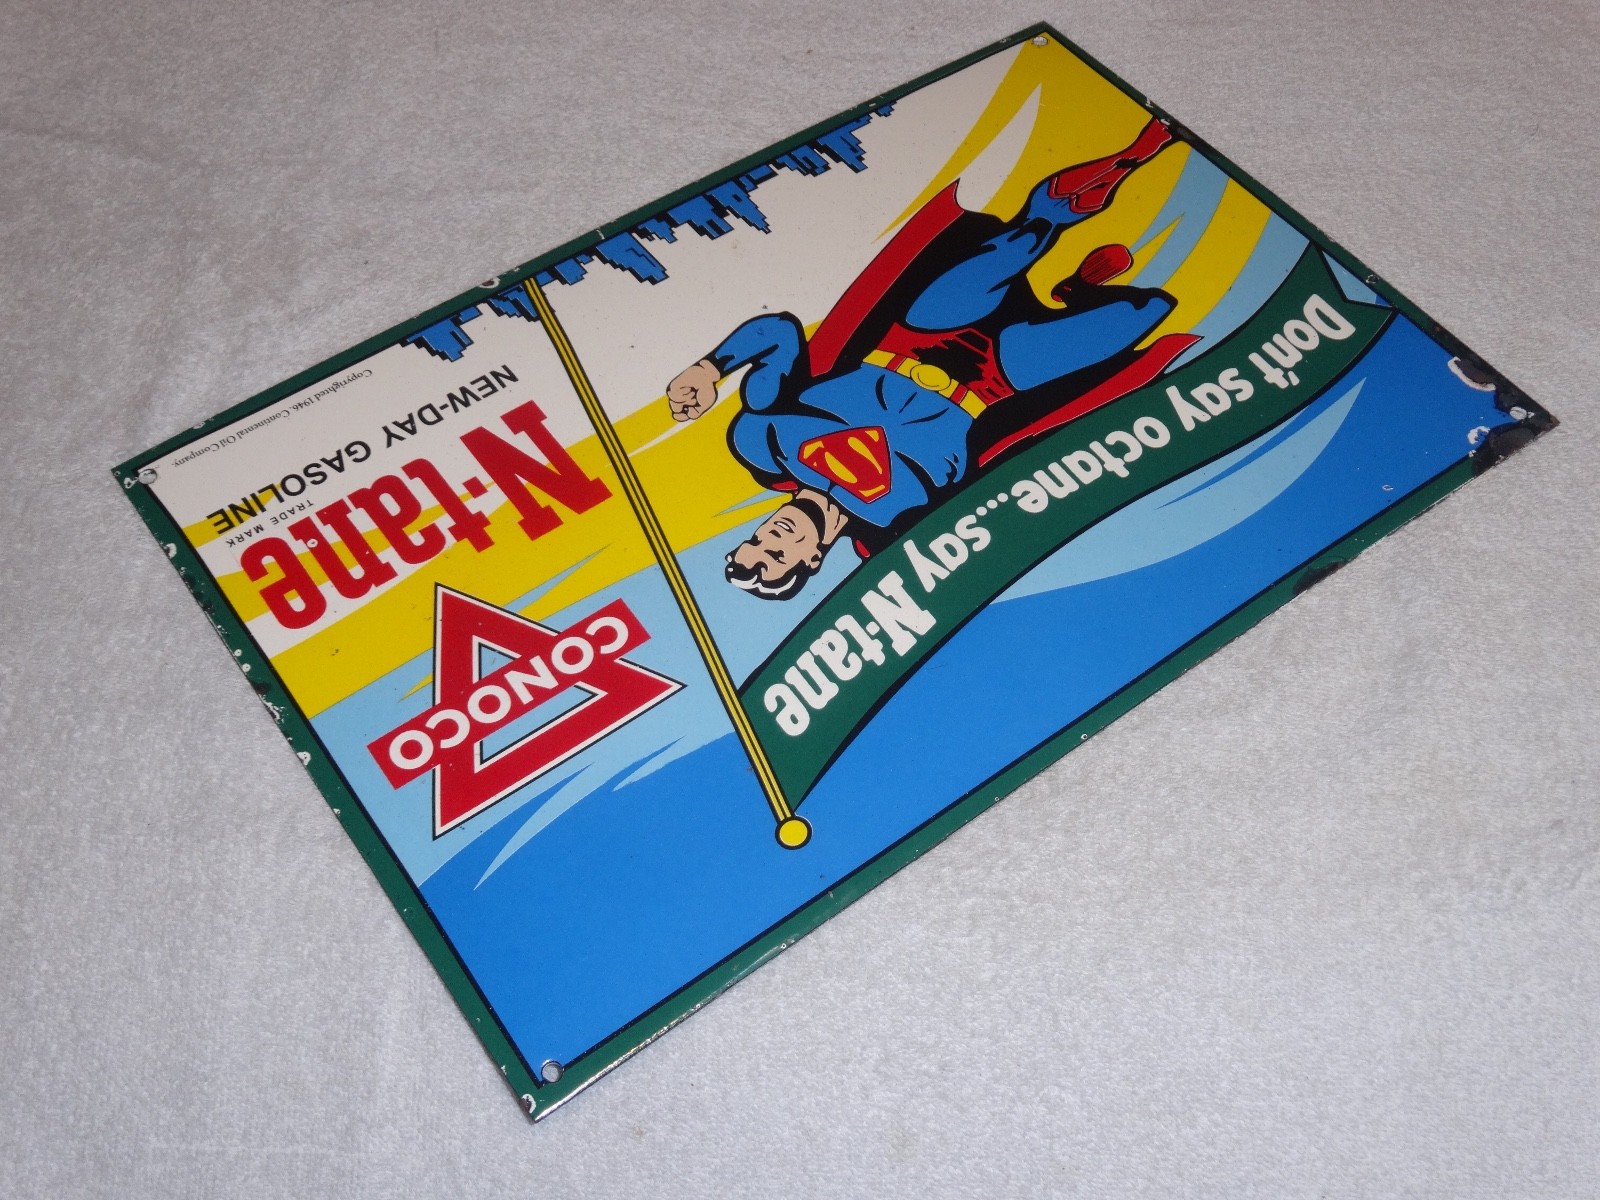 Don't say octane...say N-tane
CONOCO
N-tane
TRADE MARK
NEW-DAY GASOLINE
Copyrighted 1946, Continental Oil Company.